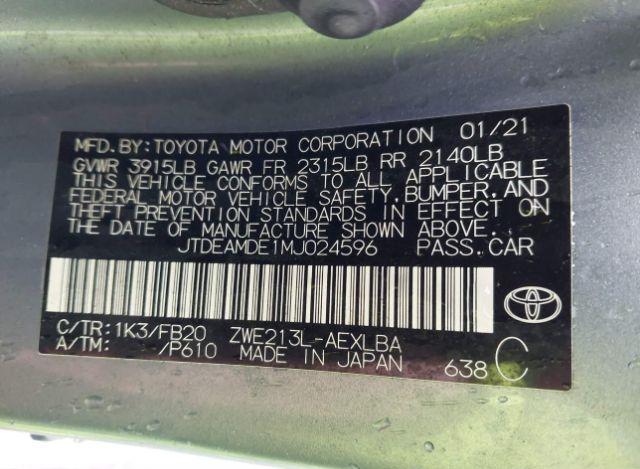 MFD. BY: TOYOTA MOTOR CORPORATION 01/21
GVWR 3915LB GAWR FR 2315LB RR 2140LB
THIS VEHICLE CONFORMS TO ALL APPLICABLE
FEDERAL MOTOR VEHICLE SAFETY, BUMPER, AND
THEFT PREVENTION STANDARDS IN EFFECT ON
THE DATE OF MANUFACTURE SHOWN ABOVE.
JTDEAMDE1MJ024596 PASS. CAR
C/TR: 1K3/FB20 ZWE213L-AEXLBA
A/TM: /P610 MADE IN JAPAN 638 C